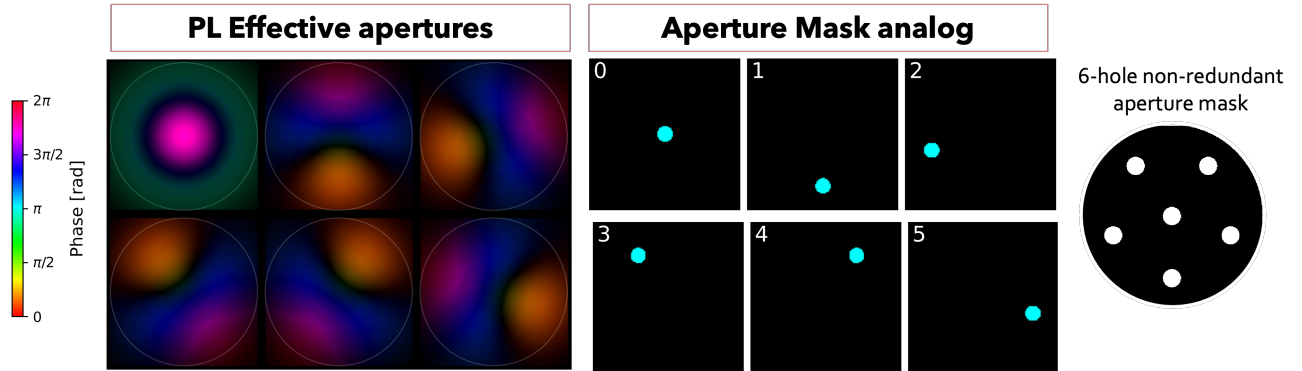 PL Effective apertures
Aperture Mask analog
2π
3π/2
π
π/2
0
Phase [rad]
0
1
2
3
4
5
6-hole non-redundant
aperture mask